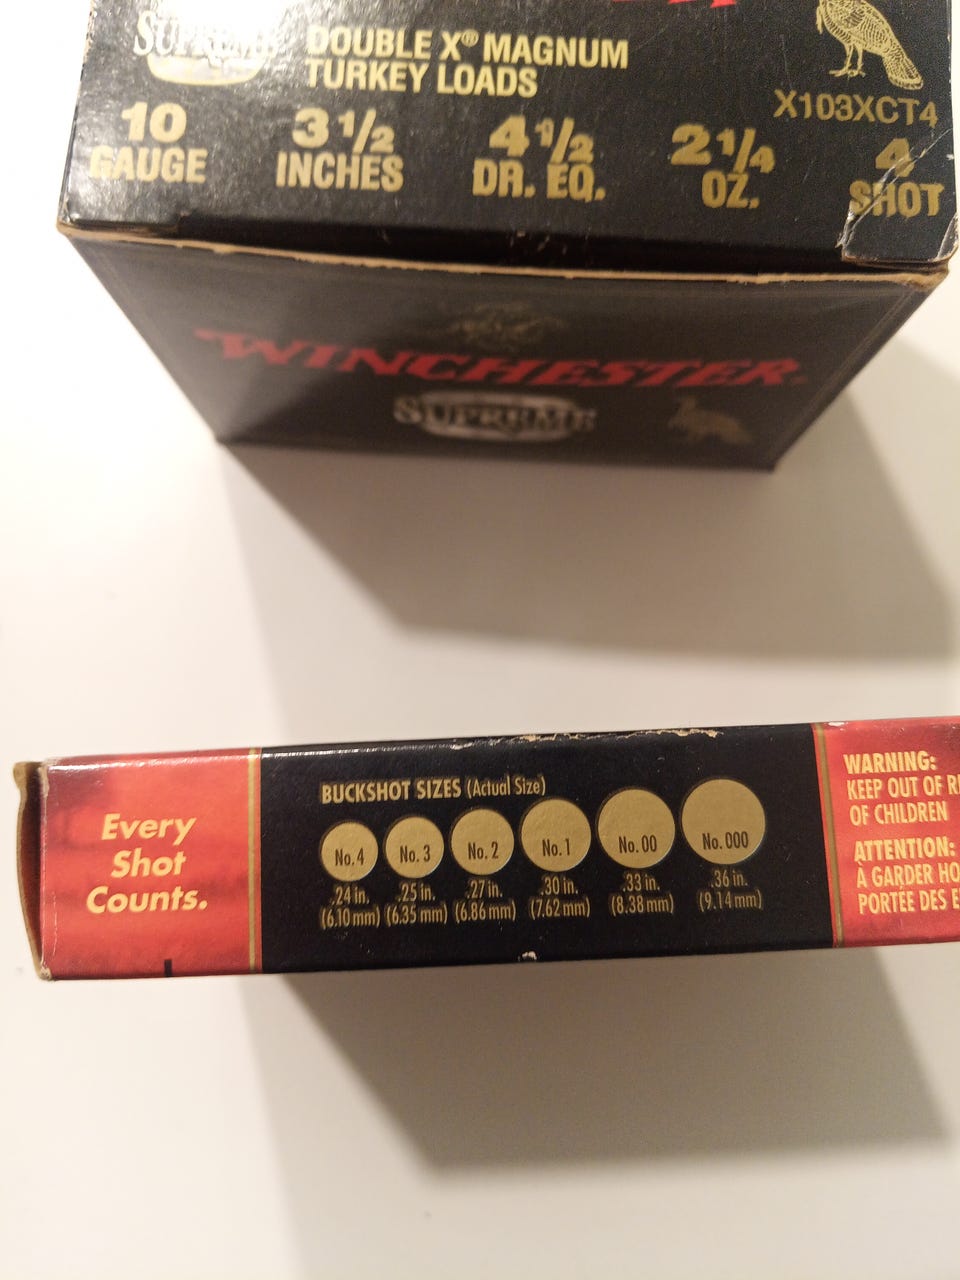 SUPREME
DOUBLE X® MAGNUM
TURKEY LOADS
X103XCT4
10
GAUGE
3 1/2
INCHES
4 1/2
DR. EQ.
2 1/4
OZ.
4
SHOT
WINCHESTER
SUPREME
Every
Shot
Counts.
BUCKSHOT SIZES (Actual Size)
No. 4 No. 3 No. 2 No. 1 No. 00 No. 000
.24 in. .25 in. .27 in. .30 in. .33 in. .36 in.
(6.10 mm) (6.35 mm) (6.86 mm) (7.62 mm) (8.38 mm) (9.14 mm)
WARNING:
KEEP OUT OF
OF CHILDREN
ATTENTION:
À GARDER
PORTÉE DES